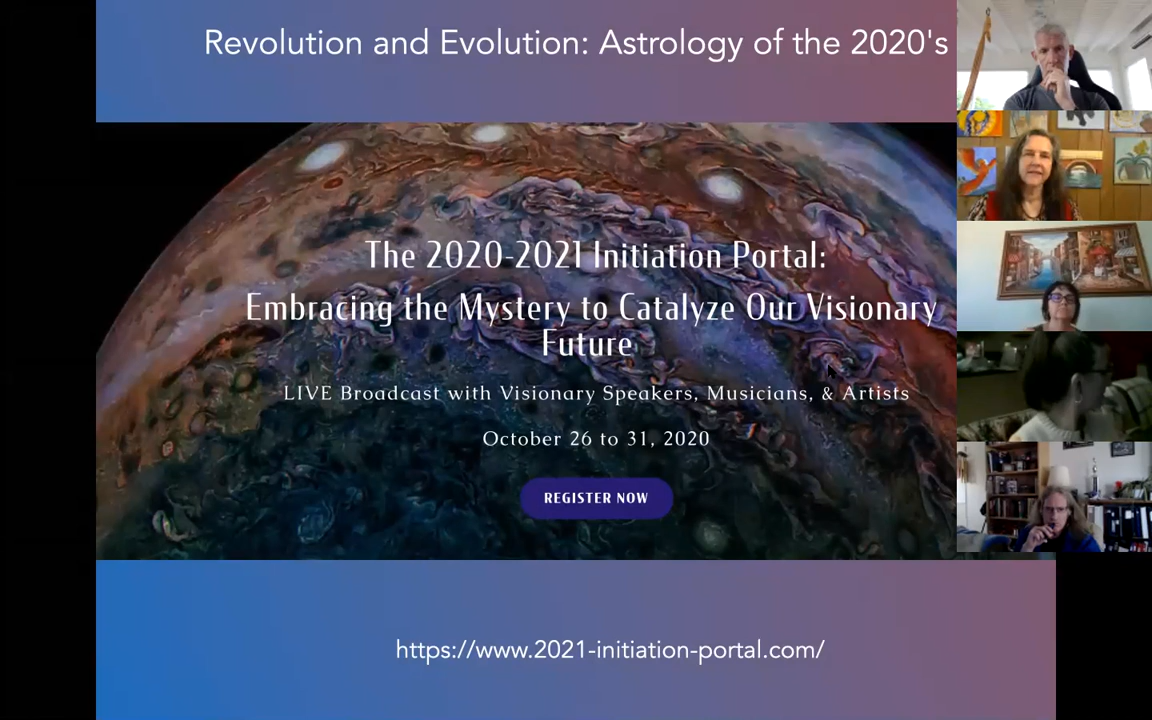 Revolution and Evolution: Astrology of the 2020's
The 2020-2021 Initiation Portal:
Embracing the Mystery to Catalyze Our Visionary
Future
LIVE Broadcast with Visionary Speakers, Musicians, & Artists
October 26 to 31, 2020
REGISTER NOW
https://www.2021-initiation-portal.com/